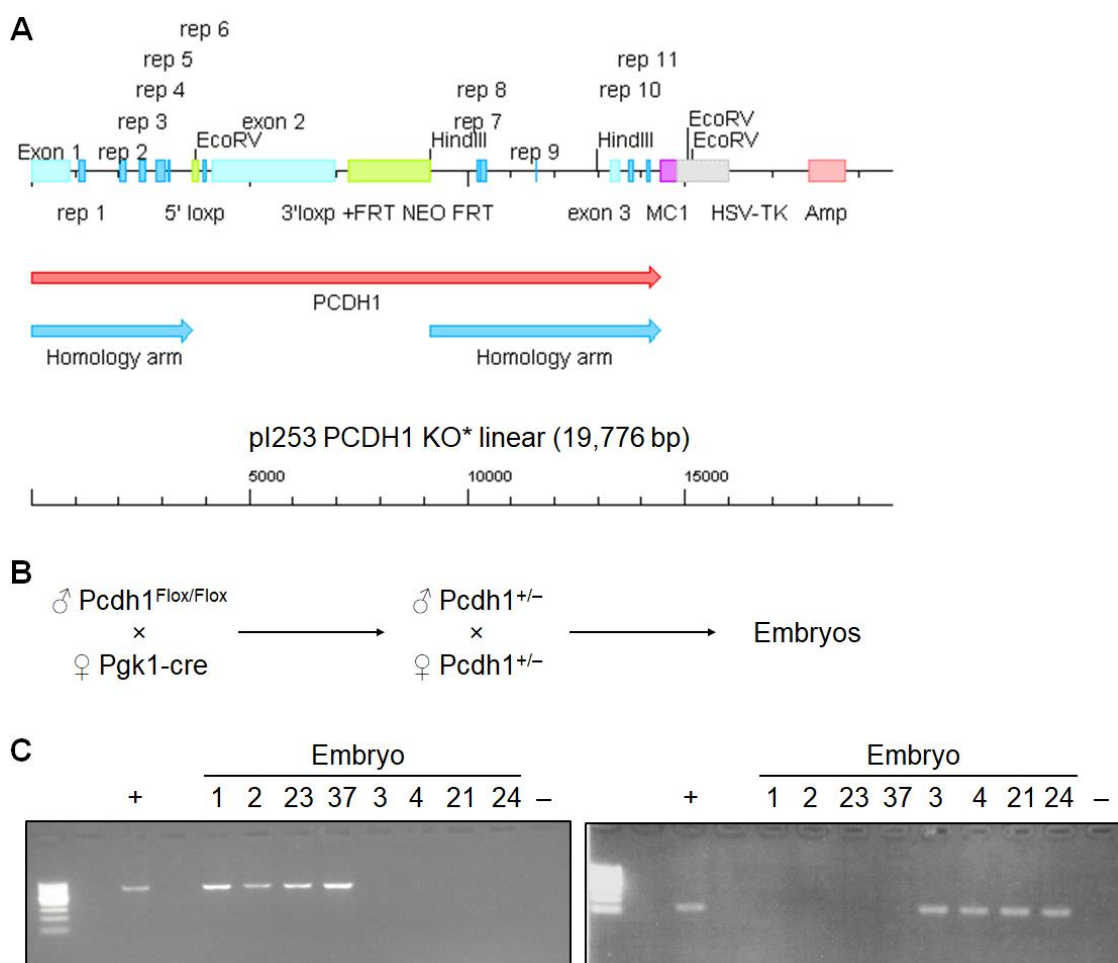 A
rep 6
rep 5
rep 11
rep 4
rep 8
rep 10
EcoRV
rep 3
exon 2
rep 7
EcoRV
HindIII
HindIII
EcoRV
Exon 1
rep 2
rep 9
rep 1
5' loxp
3'loxp +FRT NEO FRT
exon 3
MC1
HSV-TK
Amp
PCDH1
Homology arm
Homology arm
pl253 PCDH1 KO* linear (19,776 bp)
5000
10000
15000
B
♂ Pcdh1Flox/Flox
♂ Pcdh1+/–
×
×
Embryos
♀ Pgk1-cre
♀ Pcdh1+/–
C
Embryo
Embryo
+ 1 2 23 37 3 4 21 24 –
+ 1 2 23 37 3 4 21 24 –